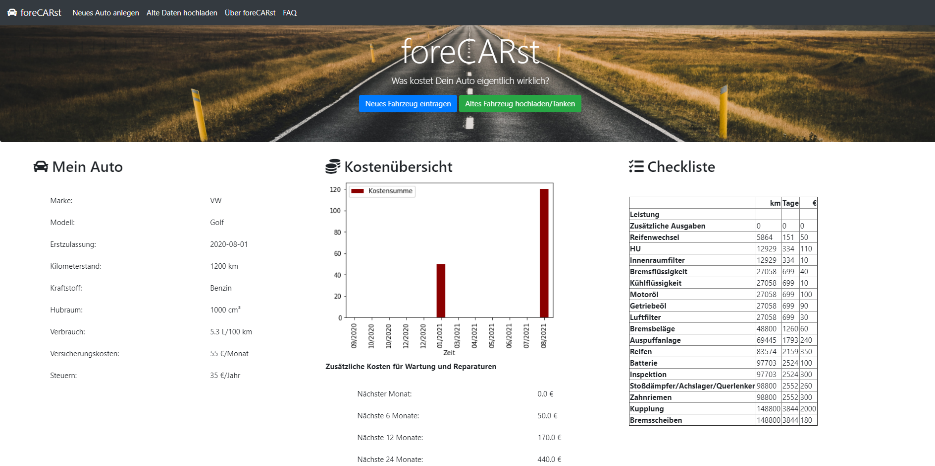 foreCARst Neues Auto anlegen Alte Daten hochladen Über foreCARst FAQ
foreCARst
Was kostet Dein Auto eigentlich wirklich?
Neues Fahrzeug eintragen Altes Fahrzeug hochladen/tanken
Mein Auto
Marke: VW
Modell: Golf
Erstzulassung: 2020-08-01
Kilometerstand: 1200 km
Kraftstoff: Benzin
Hubraum: 1000 cm³
Verbrauch: 5.3 L/100 km
Versicherungskosten: 55 €/Monat
Steuern: 35 €/Jahr
Kostenübersicht
Kostensumme
120
100
80
60
40
20
0
09/2020 10/2020 10/2020 12/2020 12/2020 01/2021 03/2021 03/2021 05/2021 05/2021 07/2021 08/2021
Zeit
Zusätzliche Kosten für Wartung und Reparaturen
Nächster Monat: 0.0 €
Nächste 6 Monate: 50.0 €
Nächste 12 Monate: 170.0 €
Nächste 24 Monate: 440.0 €
Checkliste
km Tage €
Leistung
Zusätzliche Ausgaben 0 0 0
Reifenwechsel 5864 151 50
HU 12929 334 110
Innenraumfilter 12929 334 10
Bremsflüssigkeit 27058 699 40
Kühlflüssigkeit 27058 699 10
Motoröl 27058 699 100
Getriebeöl 27058 699 90
Luftfilter 27058 699 30
Bremsbeläge 48800 1260 60
Auspuffanlage 69445 1793 240
Reifen 83574 2159 350
Batterie 97703 2524 100
Inspektion 97703 2524 300
Stoßdämpfer/Achslager/Querlenker 98800 2552 260
Zahnriemen 98800 2552 300
Kupplung 148800 3844 2000
Bremsscheiben 148800 3844 180